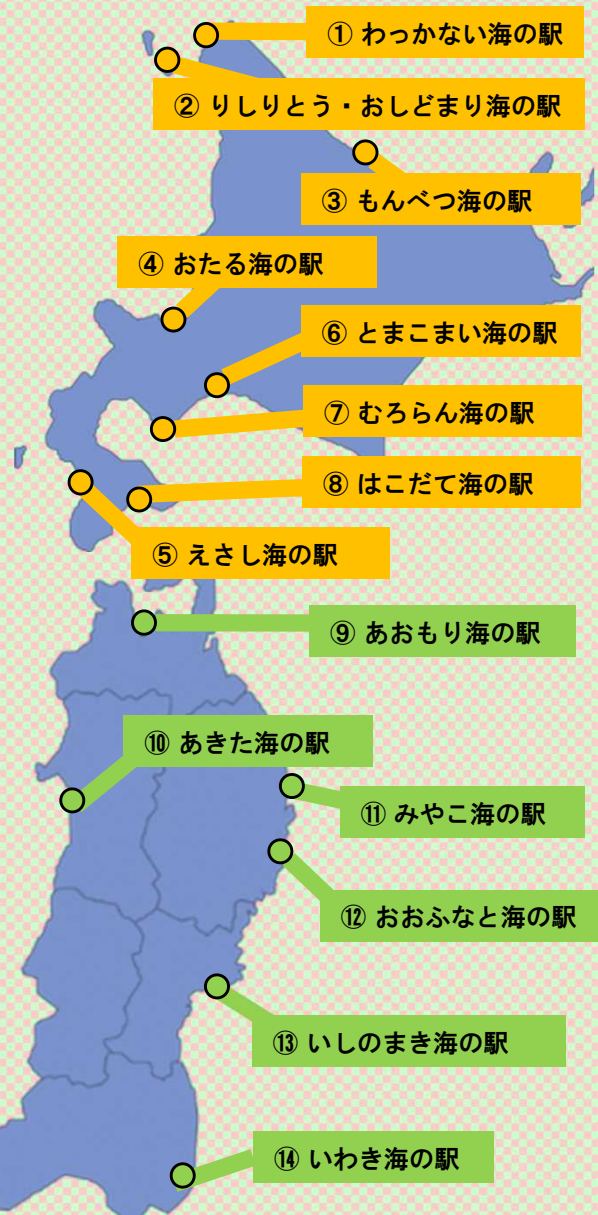 ① わっかない海の駅
② りしりとう・おしどまり海の駅
③ もんべつ海の駅
④ おたる海の駅
⑥ とまこまい海の駅
⑦ むろらん海の駅
⑧ はこだて海の駅
⑤ えさし海の駅
⑨ あおもり海の駅
⑩ あきた海の駅
⑪ みやこ海の駅
⑫ おおふなと海の駅
⑬ いしのまき海の駅
⑭ いわき海の駅